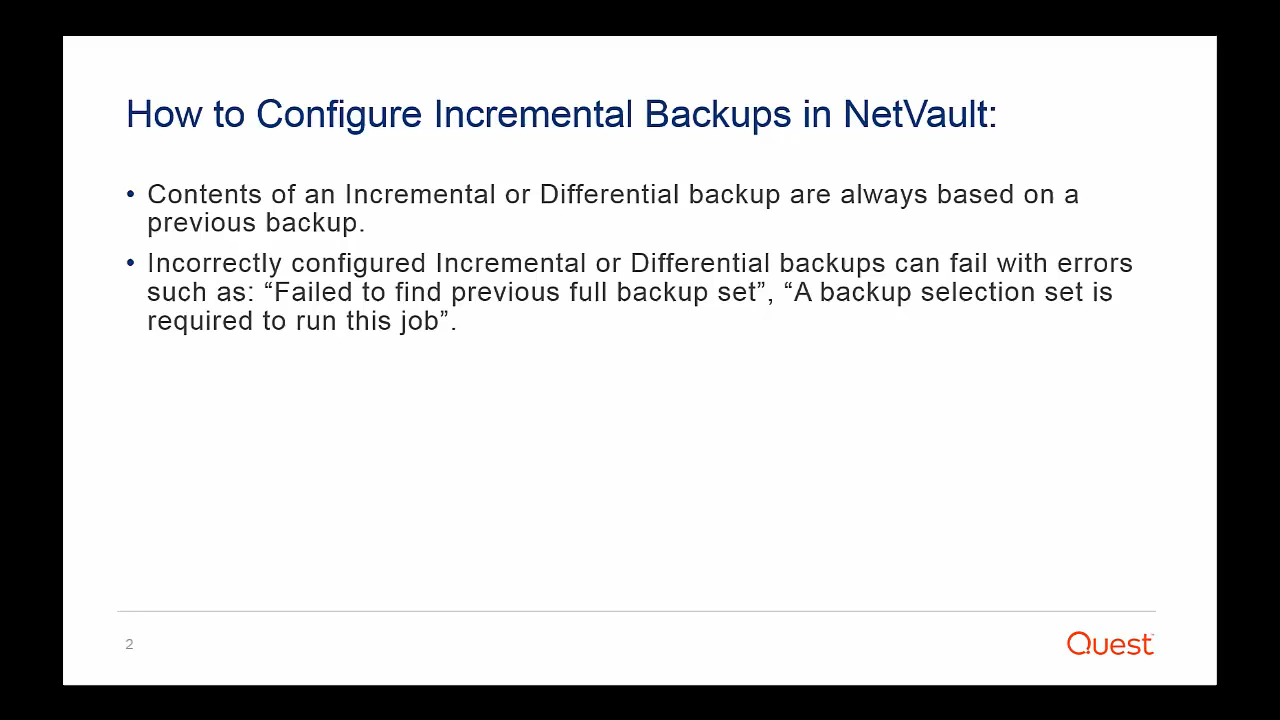 How to Configure Incremental Backups in NetVault:
• Contents of an Incremental or Differential backup are always based on a
previous backup.
• Incorrectly configured Incremental or Differential backups can fail with errors
such as: “Failed to find previous full backup set”, “A backup selection set is
required to run this job”.
2
Quest